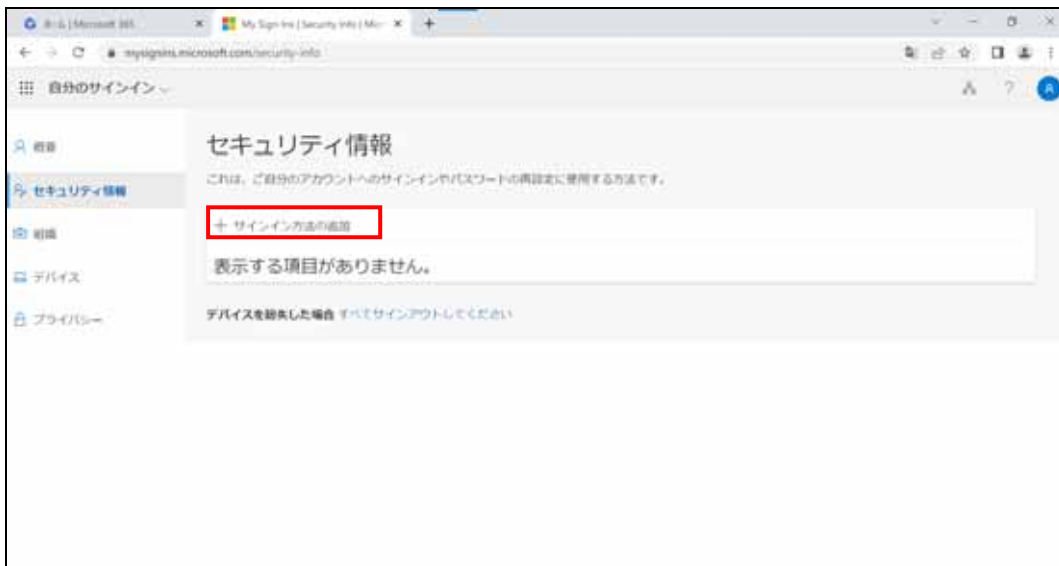 ホーム | Microsoft 365
My Sign-Ins | Security Info | Micr
mysignins.microsoft.com/security-info
自分のサインイン
概要
セキュリティ情報
組織
デバイス
プライバシー
セキュリティ情報
これは、ご自分のアカウントへのサインインやパスワードの再設定に使用する方法です。
+ サインイン方法の追加
表示する項目がありません。
デバイスを紛失した場合 すべてサインアウトしてください